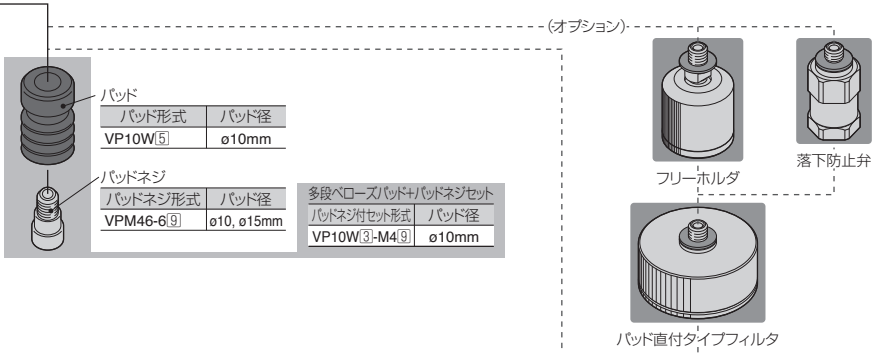 (オプション)
パッド
パッド形式 パッド径
VP10W5 ø10mm
パッドネジ
パッドネジ形式 パッド径
VPM46-69 ø10, ø15mm
多段ベローズパッド+パッドネジセット
パッドネジ付セット形式 パッド径
VP10W3-M49 ø10mm
フリーホルダ
落下防止弁
パッド直付タイプフィルタ